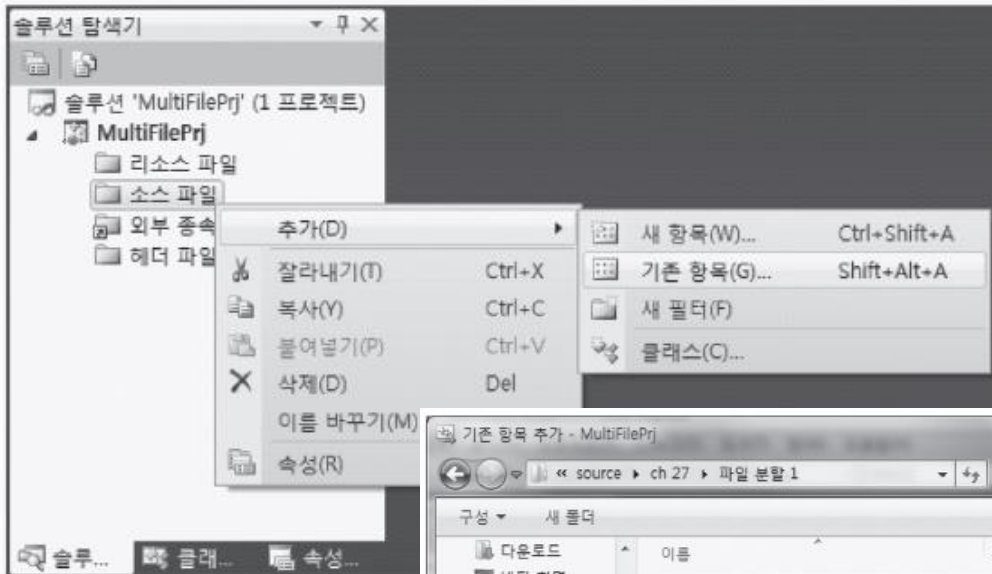 솔루션 탐색기
솔루션 'MultiFilePrj' (1 프로젝트)
MultiFilePrj
리소스 파일
소스 파일
외부 종속
헤더 파일
추가(D)
잘라내기(T) Ctrl+X
복사(Y) Ctrl+C
붙여넣기(P) Ctrl+V
삭제(D) Del
이름 바꾸기(M)
속성(R)
새 항목(W)... Ctrl+Shift+A
기존 항목(G)... Shift+Alt+A
새 필터(F)
클래스(C)...
솔루... 클래... 속성...
기존 항목 추가 - MultiFilePrj
« source ▸ ch 27 ▸ 파일 분할 1
구성 새 폴더
다운로드
이름